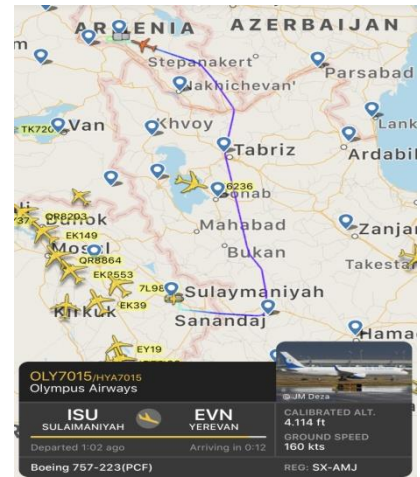 ARMENIA
AZERBAIJAN
Stepanakert
Nakhichevan'
Parsabad
TK720
Van
Khvoy
Lank
Tabriz
Ardabil
6236
onab
QR8203
Dahok
EK149
Mahabad
Zanjan
Mosul
QR8864
Bukan
Takestan
EK2553
7L98
Sulaymaniyah
EK39
Kirkuk
Sanandaj
Hama
EY19
OLY7015/HYA7015
Olympus Airways
© JM Deza
ISU
SULAIMANIYAH
EVN
YEREVAN
CALIBRATED ALT.
4.114 ft
GROUND SPEED
160 kts
Departed 1:02 ago
Arriving in 0:12
Boeing 757-223(PCF)
REG: SX-AMJ